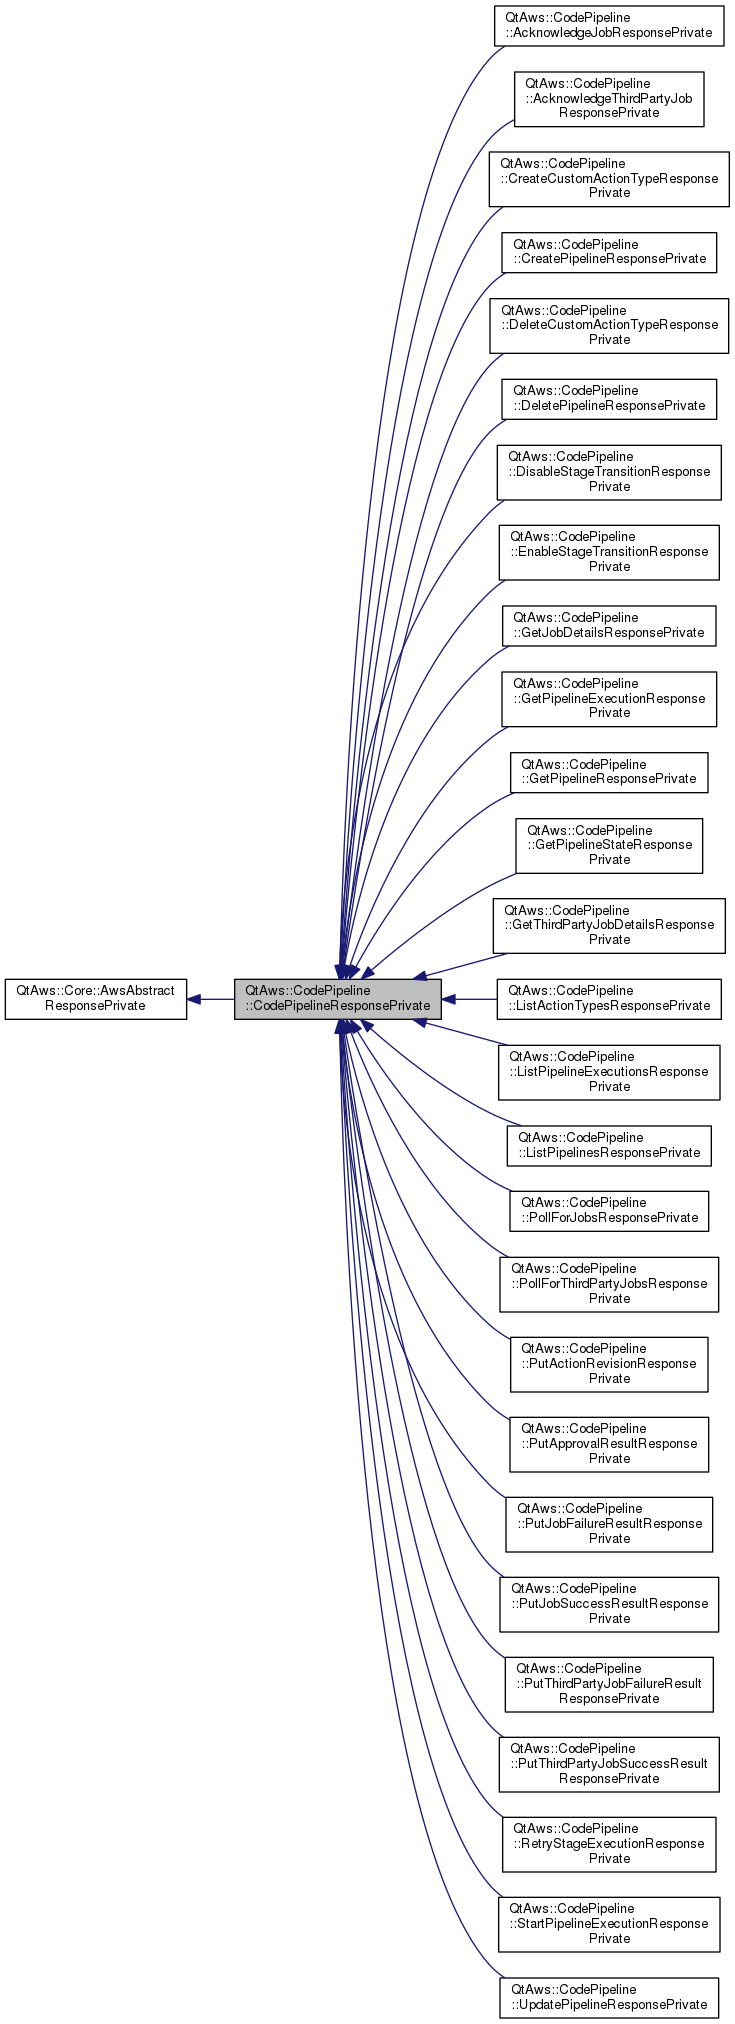 QtAws::CodePipeline
::AcknowledgeJobResponsePrivate
QtAws::CodePipeline
::AcknowledgeThirdPartyJob
ResponsePrivate
QtAws::CodePipeline
::CreateCustomActionTypeResponse
Private
QtAws::CodePipeline
::CreatePipelineResponsePrivate
QtAws::CodePipeline
::DeleteCustomActionTypeResponse
Private
QtAws::CodePipeline
::DeletePipelineResponsePrivate
QtAws::CodePipeline
::DisableStageTransitionResponse
Private
QtAws::CodePipeline
::EnableStageTransitionResponse
Private
QtAws::CodePipeline
::GetJobDetailsResponsePrivate
QtAws::CodePipeline
::GetPipelineExecutionResponse
Private
QtAws::CodePipeline
::GetPipelineResponsePrivate
QtAws::CodePipeline
::GetPipelineStateResponse
Private
QtAws::CodePipeline
::GetThirdPartyJobDetailsResponse
Private
QtAws::Core::AwsAbstract
ResponsePrivate
QtAws::CodePipeline
::CodePipelineResponsePrivate
QtAws::CodePipeline
::ListActionTypesResponsePrivate
QtAws::CodePipeline
::ListPipelineExecutionsResponse
Private
QtAws::CodePipeline
::ListPipelinesResponsePrivate
QtAws::CodePipeline
::PollForJobsResponsePrivate
QtAws::CodePipeline
::PollForThirdPartyJobsResponse
Private
QtAws::CodePipeline
::PutActionRevisionResponse
Private
QtAws::CodePipeline
::PutApprovalResultResponse
Private
QtAws::CodePipeline
::PutJobFailureResultResponse
Private
QtAws::CodePipeline
::PutJobSuccessResultResponse
Private
QtAws::CodePipeline
::PutThirdPartyJobFailureResult
ResponsePrivate
QtAws::CodePipeline
::PutThirdPartyJobSuccessResult
ResponsePrivate
QtAws::CodePipeline
::RetryStageExecutionResponse
Private
QtAws::CodePipeline
::StartPipelineExecutionResponse
Private
QtAws::CodePipeline
::UpdatePipelineResponsePrivate